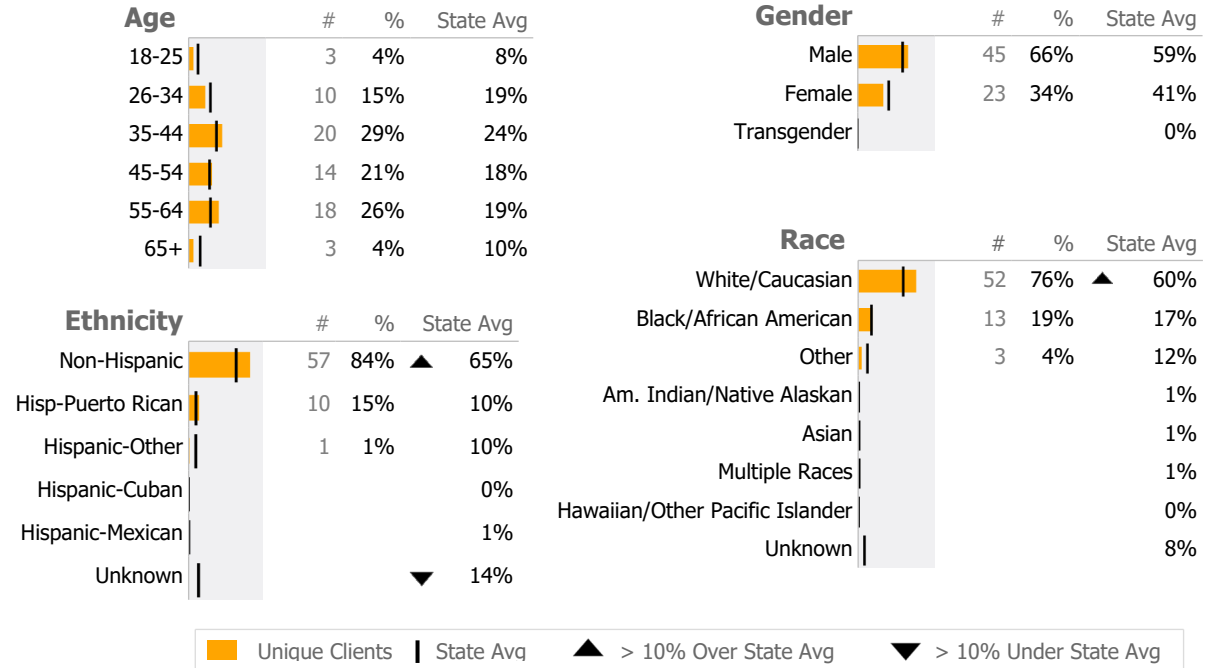 Age # % State Avg
18-25 3 4% 8%
26-34 10 15% 19%
35-44 20 29% 24%
45-54 14 21% 18%
55-64 18 26% 19%
65+ 3 4% 10%
Ethnicity # % State Avg
Non-Hispanic 57 84% ▲ 65%
Hisp-Puerto Rican 10 15% 10%
Hispanic-Other 1 1% 10%
Hispanic-Cuban 0%
Hispanic-Mexican 1%
Unknown ▼ 14%
Gender # % State Avg
Male 45 66% 59%
Female 23 34% 41%
Transgender 0%
Race # % State Avg
White/Caucasian 52 76% ▲ 60%
Black/African American 13 19% 17%
Other 3 4% 12%
Am. Indian/Native Alaskan 1%
Asian 1%
Multiple Races 1%
Hawaiian/Other Pacific Islander 0%
Unknown 8%
Unique Clients State Avg ▲ > 10% Over State Avg ▼ > 10% Under State Avg